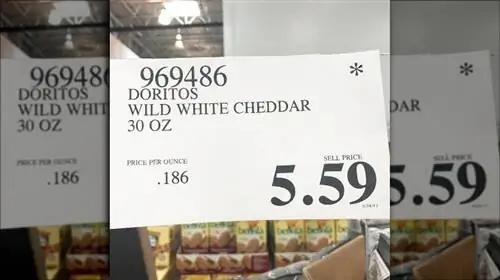 969486
DORITOS
WILD WHITE CHEDDAR
30 OZ
PRICE PER OUNCE
.186
SELL PRICE
5.59
*